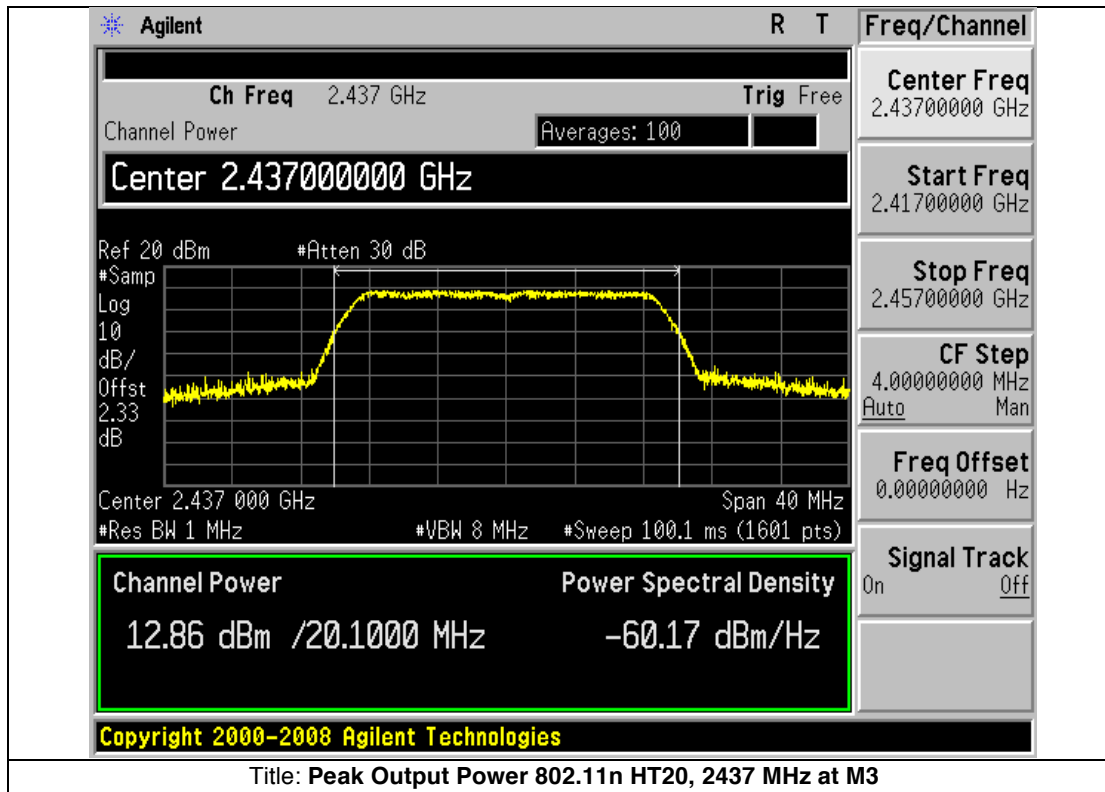 Agilent R T Freq/Channel
Ch Freq 2.437 GHz Trig Free
Channel Power Averages: 100
Center 2.437000000 GHz
Ref 20 dBm #Atten 30 dB
#Samp
Log
10
dB/
Offst
2.33
dB
Center 2.437 000 GHz Span 40 MHz
#Res BW 1 MHz #VBW 8 MHz #Sweep 100.1 ms (1601 pts)
Channel Power Power Spectral Density
12.86 dBm /20.1000 MHz -60.17 dBm/Hz
Copyright 2000-2008 Agilent Technologies
Center Freq
2.43700000 GHz
Start Freq
2.41700000 GHz
Stop Freq
2.45700000 GHz
CF Step
4.00000000 MHz
Auto Man
Freq Offset
0.00000000 Hz
Signal Track
On Off
Title: Peak Output Power 802.11n HT20, 2437 MHz at M3